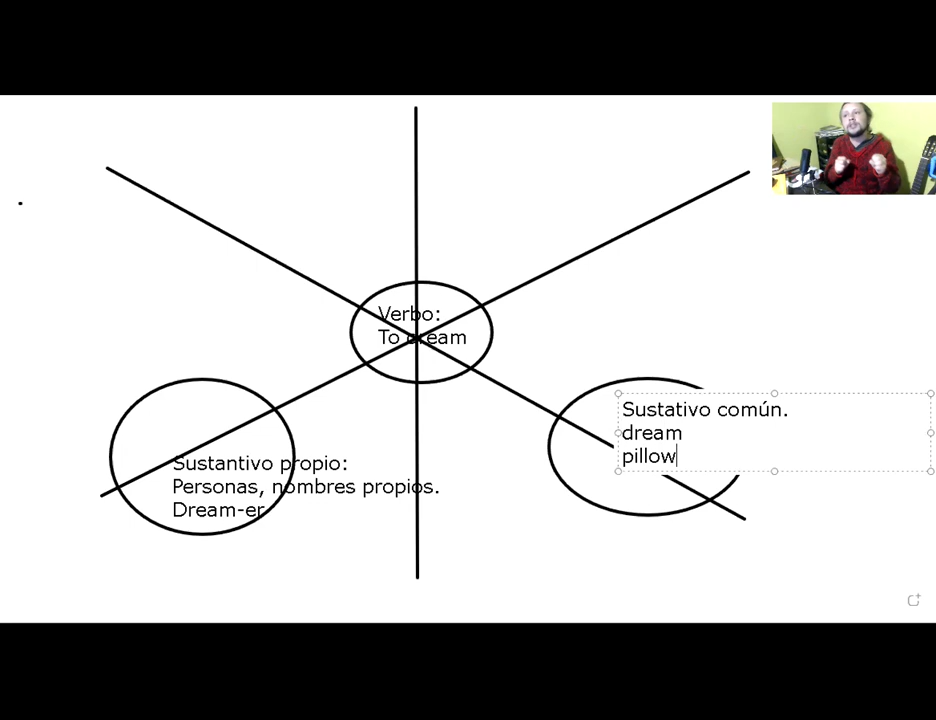 Verbo:
To dream
Sustativo común.
dream
pillow
Sustantivo propio:
Personas, nombres propios.
Dream-er